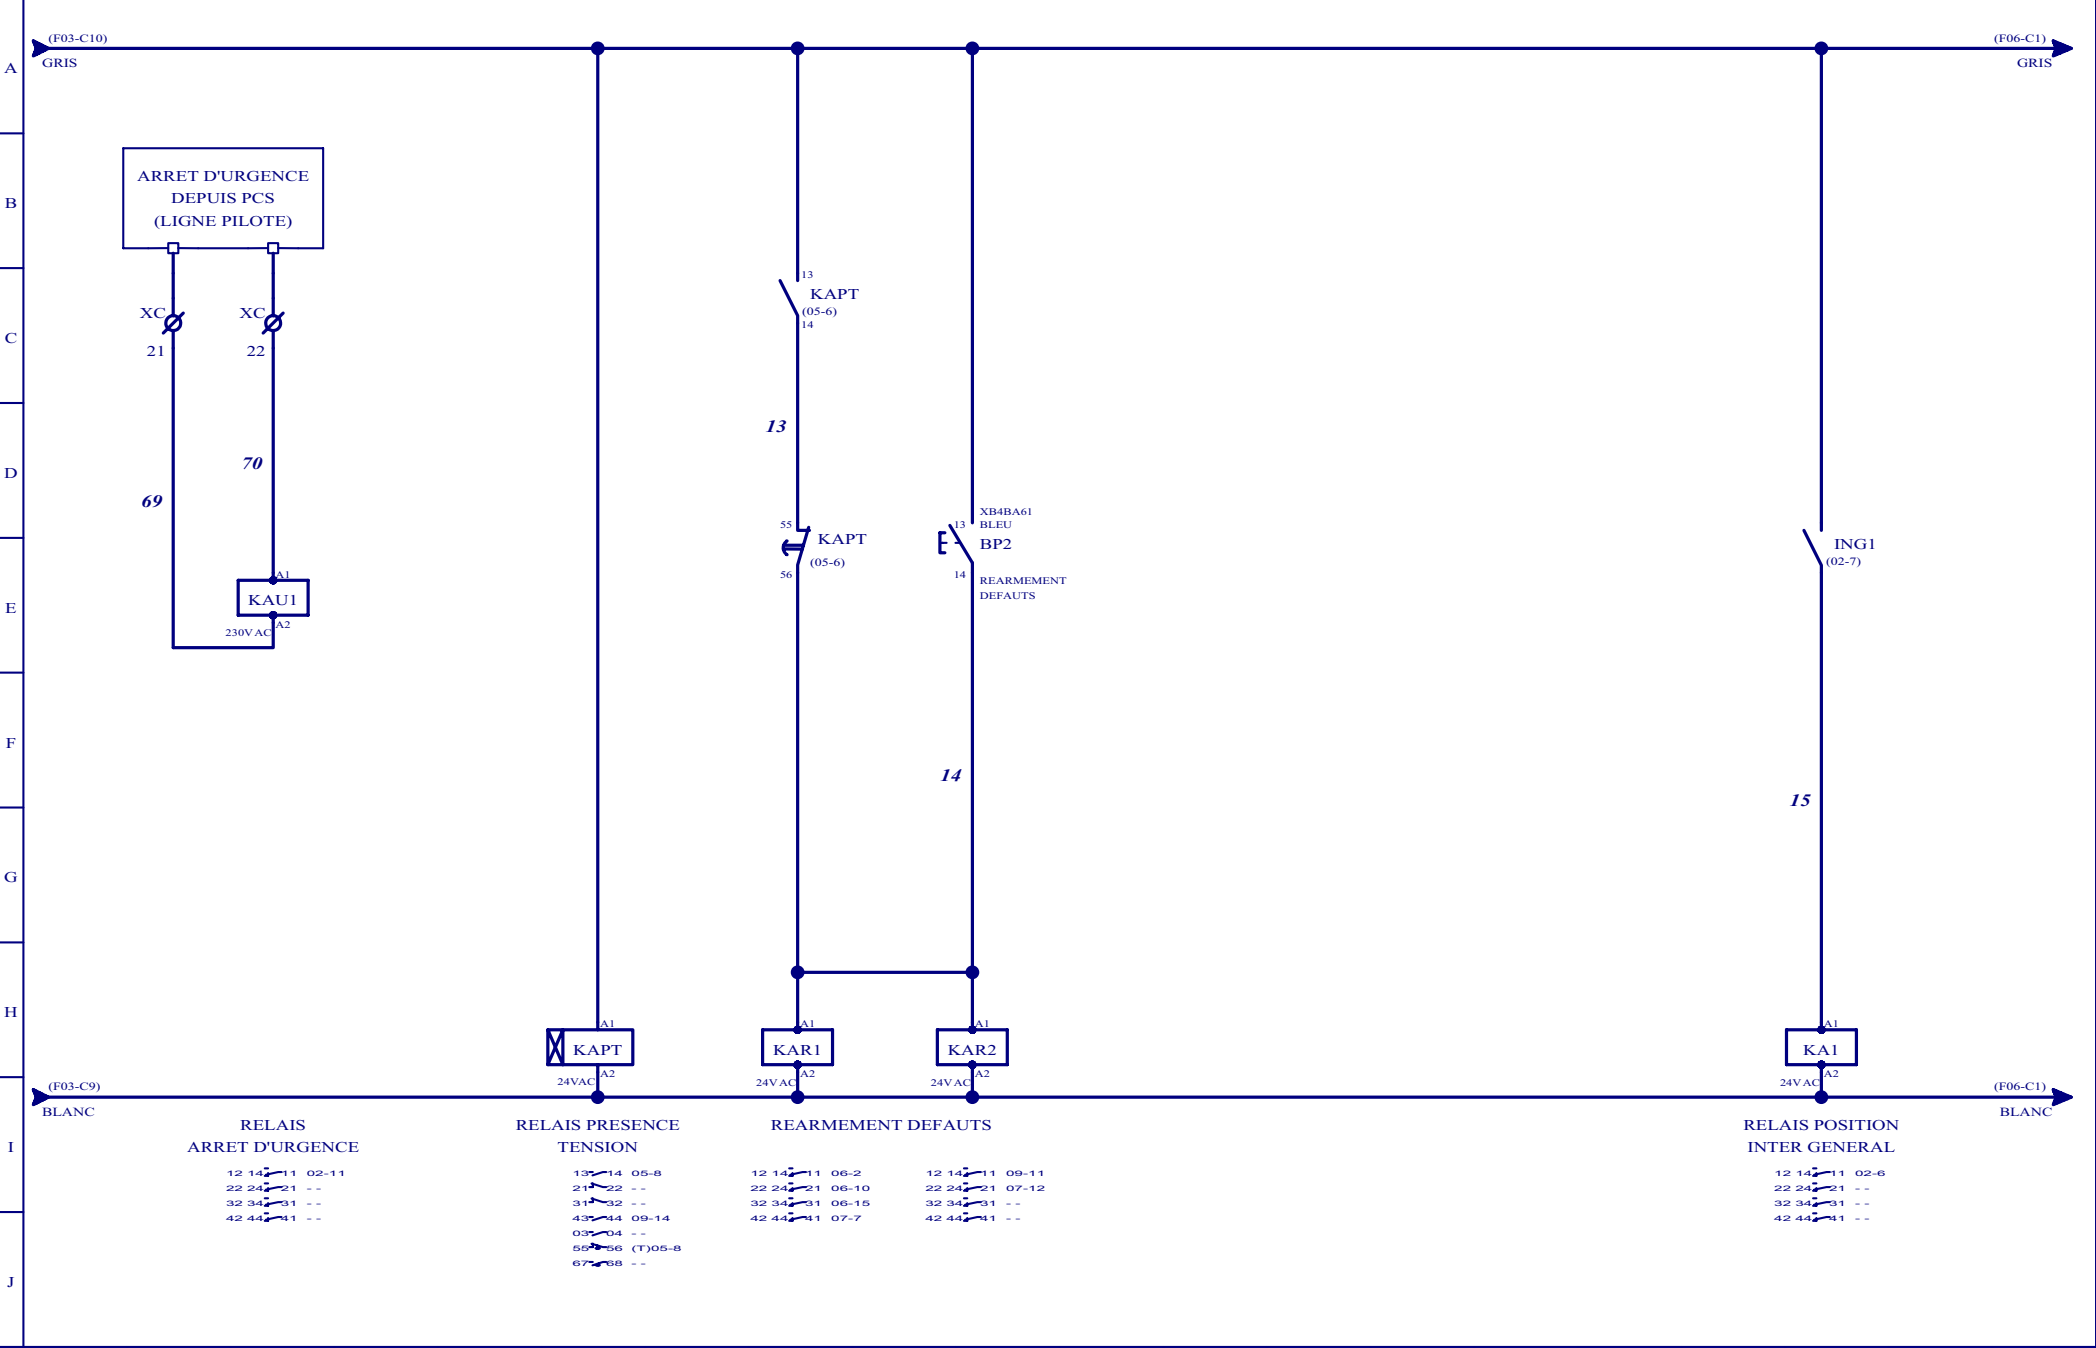 (F03-C10)
GRIS
(F06-C1)
GRIS
A
B
C
D
E
F
G
H
I
J
ARRET D'URGENCE
DEPUIS PCS
(LIGNE PILOTE)
XC
21
XC
22
69
70
A1
KAU1
A2
230VAC
13
KAPT
(05-6)
14
13
55
KAPT
(05-6)
56
XB4BA61
13 BLEU
BP2
14 REARMEMENT
DEFAUTS
14
ING1
(02-7)
15
A1
KAPT
A2
24VAC
A1
KAR1
A2
24VAC
A1
KAR2
A2
24VAC
A1
KA1
A2
24VAC
(F03-C9)
BLANC
(F06-C1)
BLANC
RELAIS
ARRET D'URGENCE
12 14 11 02-11
22 24 21 --
32 34 31 --
42 44 41 --
RELAIS PRESENCE
TENSION
13 14 05-8
21 22 --
31 32 --
43 44 09-14
03 04 --
55 56 (T)05-8
67 68 --
REARMEMENT DEFAUTS
12 14 11 06-2
22 24 21 06-10
32 34 31 06-15
42 44 41 07-7
12 14 11 09-11
22 24 21 07-12
32 34 31 --
42 44 41 --
RELAIS POSITION
INTER GENERAL
12 14 11 02-6
22 24 21 --
32 34 31 --
42 44 41 --